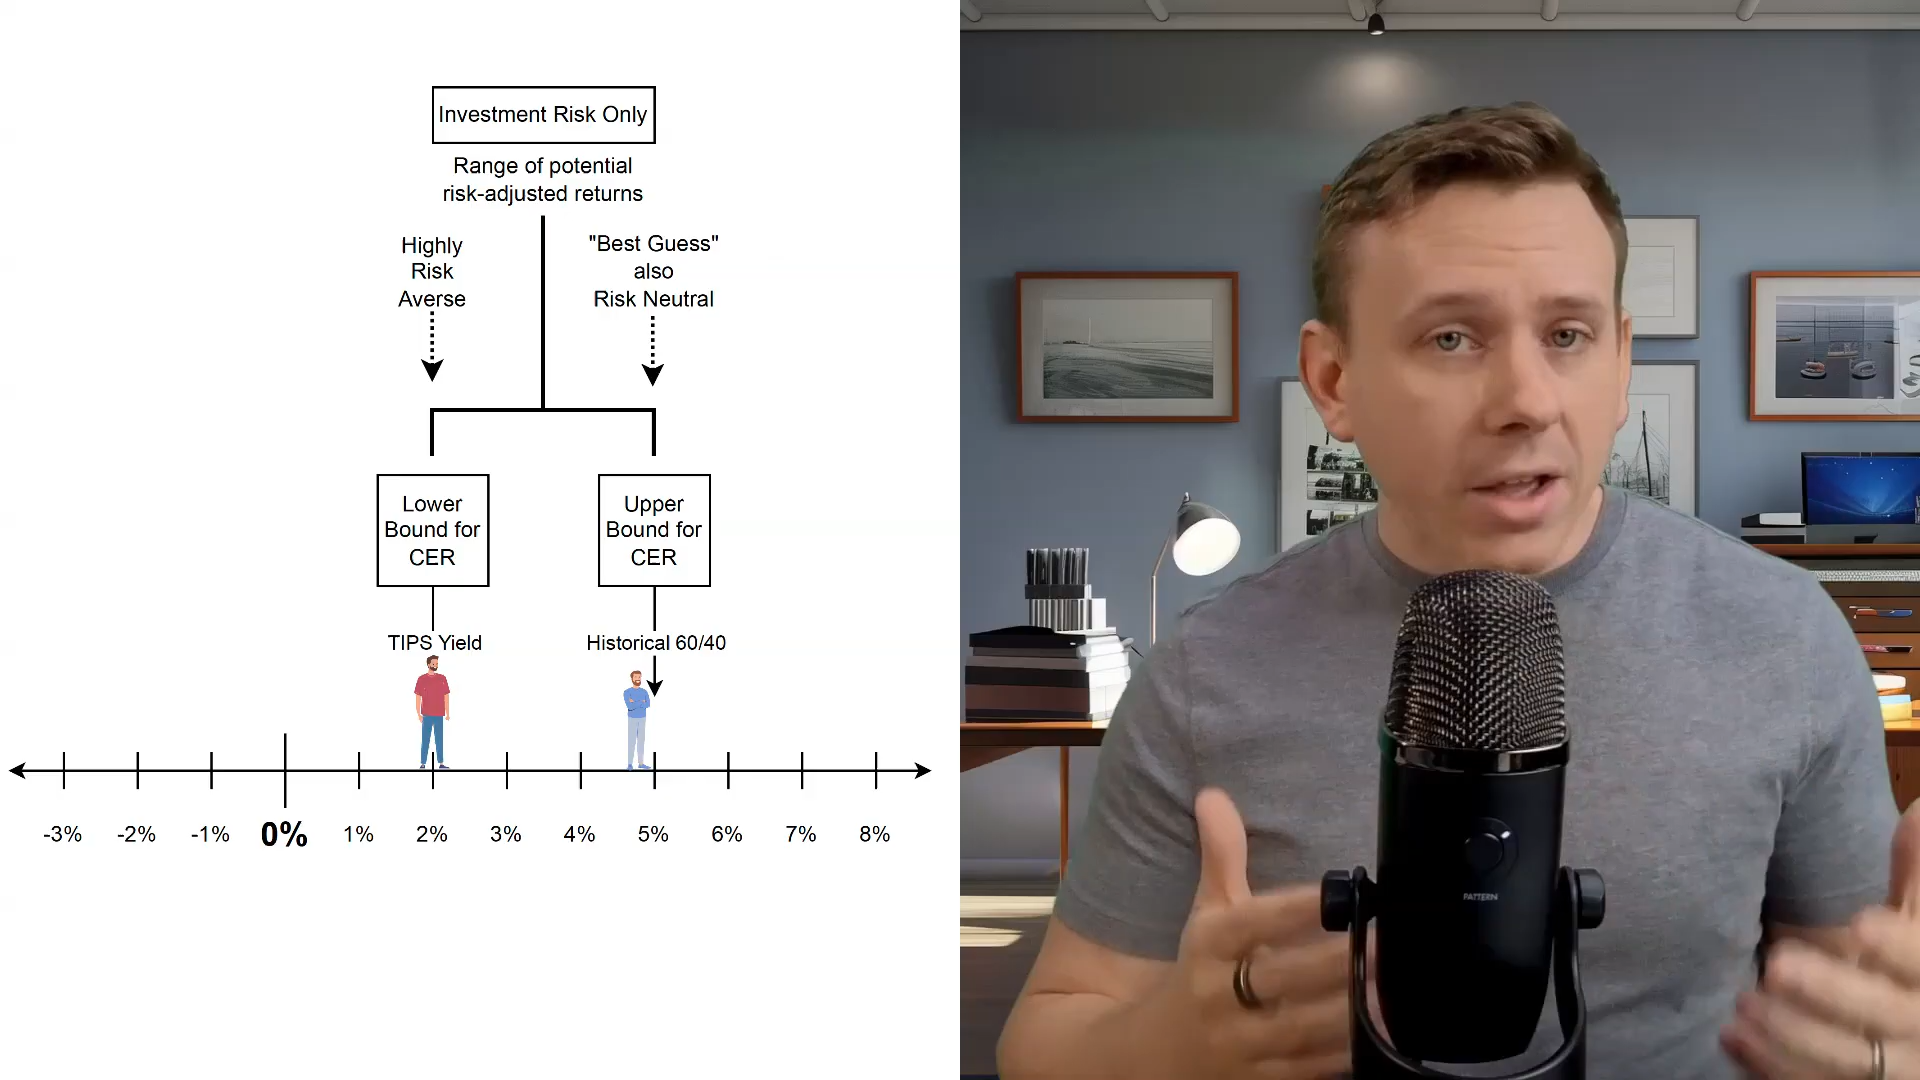 Investment Risk Only
Range of potential
risk-adjusted returns
Highly
Risk
Averse
"Best Guess"
also
Risk Neutral
Lower
Bound for
CER
Upper
Bound for
CER
TIPS Yield
Historical 60/40
-3% -2% -1% 0% 1% 2% 3% 4% 5% 6% 7% 8%
PATTERN